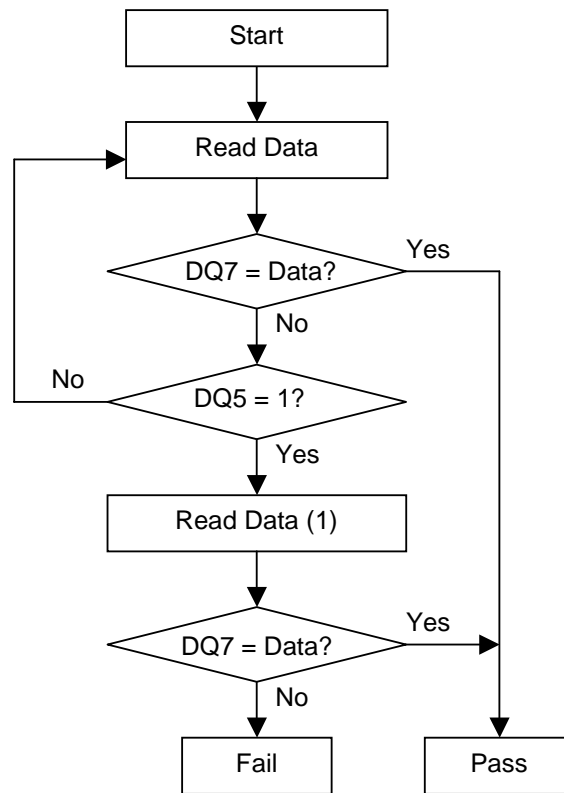 Start
Read Data
DQ7 = Data?
Yes
No
DQ5 = 1?
No
Yes
Read Data (1)
DQ7 = Data?
Yes
No
Fail
Pass